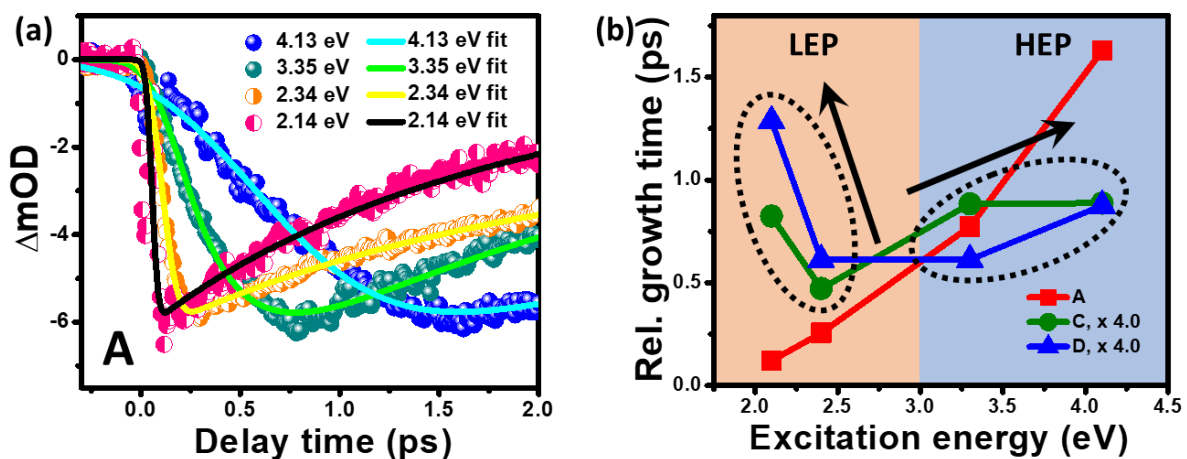 (a)
4.13 eV 4.13 eV fit
3.35 eV 3.35 eV fit
2.34 eV 2.34 eV fit
2.14 eV 2.14 eV fit
0
-2
-4
-6
ΔmOD
A
0.0 0.5 1.0 1.5 2.0
Delay time (ps)
(b)
LEP HEP
1.5
1.0
0.5
0.0
Rel. growth time (ps)
A
C, x 4.0
D, x 4.0
2.0 2.5 3.0 3.5 4.0 4.5
Excitation energy (eV)